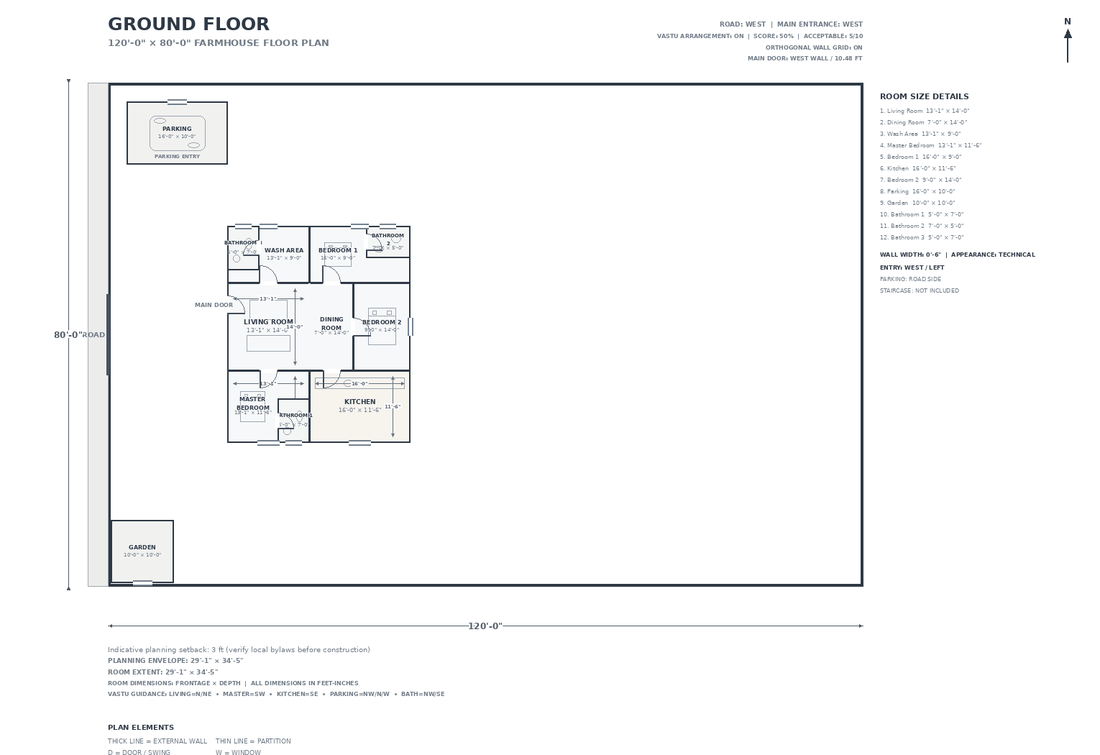 GROUND FLOOR
120'-0" × 80'-0" FARMHOUSE FLOOR PLAN
ROAD: WEST | MAIN ENTRANCE: WEST
VASTU ARRANGEMENT: ON | SCORE: 50% | ACCEPTABLE: 5/10
ORTHOGONAL WALL GRID: ON
MAIN DOOR: WEST WALL / 10.48 FT
N
ROOM SIZE DETAILS
1. Living Room 13'-1" × 14'-0"
2. Dining Room 7'-0" × 14'-0"
3. Wash Area 13'-1" × 9'-0"
4. Master Bedroom 13'-1" × 11'-6"
5. Bedroom 1 16'-0" × 9'-0"
6. Kitchen 16'-0" × 11'-6"
7. Bedroom 2 9'-0" × 14'-0"
8. Parking 16'-0" × 10'-0"
9. Garden 10'-0" × 10'-0"
10. Bathroom 1 5'-0" × 7'-0"
11. Bathroom 2 7'-0" × 5'-0"
12. Bathroom 3 5'-0" × 7'-0"
WALL WIDTH: 0'-6" | APPEARANCE: TECHNICAL
ENTRY: WEST / LEFT
PARKING: ROAD SIDE
STAIRCASE: NOT INCLUDED
PARKING
16'-0" × 10'-0"
PARKING ENTRY
BATHROOM
WASH AREA
13'-1" × 9'-0"
BEDROOM 1
16'-0" × 9'-0"
BATHROOM
2
MAIN DOOR
13'-1"
LIVING ROOM
13'-1" × 14'-0"
14'-0"
DINING
ROOM
7'-0" × 14'-0"
BEDROOM 2
9'-0" × 14'-0"
80'-0"
ROAD
13'-1"
MASTER
BEDROOM
13'-1" × 11'-6"
16'-0"
KITCHEN
16'-0" × 11'-6"
11'-6"
GARDEN
10'-0" × 10'-0"
120'-0"
Indicative planning setback: 3 ft (verify local bylaws before construction)
PLANNING ENVELOPE: 29'-1" × 34'-5"
ROOM EXTENT: 29'-1" × 34'-5"
ROOM DIMENSIONS: FRONTAGE × DEPTH | ALL DIMENSIONS IN FEET-INCHES
VASTU GUIDANCE: LIVING=N/NE • MASTER=SW • KITCHEN=SE • PARKING=NW/N/W • BATH=NW/SE
PLAN ELEMENTS
THICK LINE = EXTERNAL WALL THIN LINE = PARTITION
D = DOOR / SWING W = WINDOW